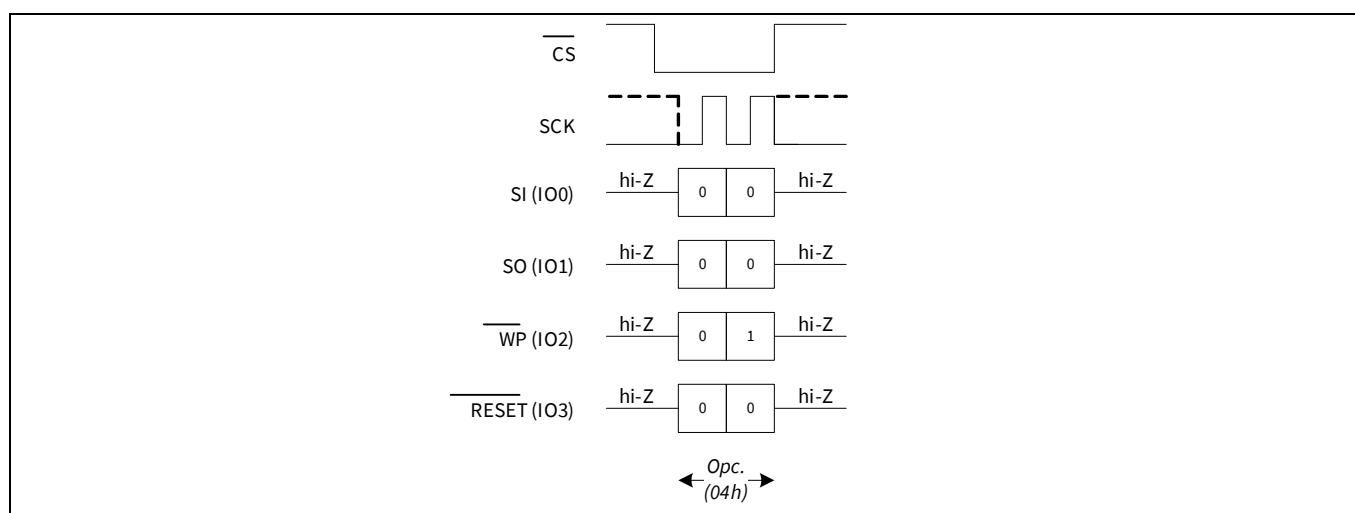 CS
SCK
hi-Z 0 0 hi-Z
SI (IO0)
hi-Z 0 0 hi-Z
SO (IO1)
hi-Z 0 1 hi-Z
WP (IO2)
hi-Z 0 0 hi-Z
RESET (IO3)
Opc.
(04h)